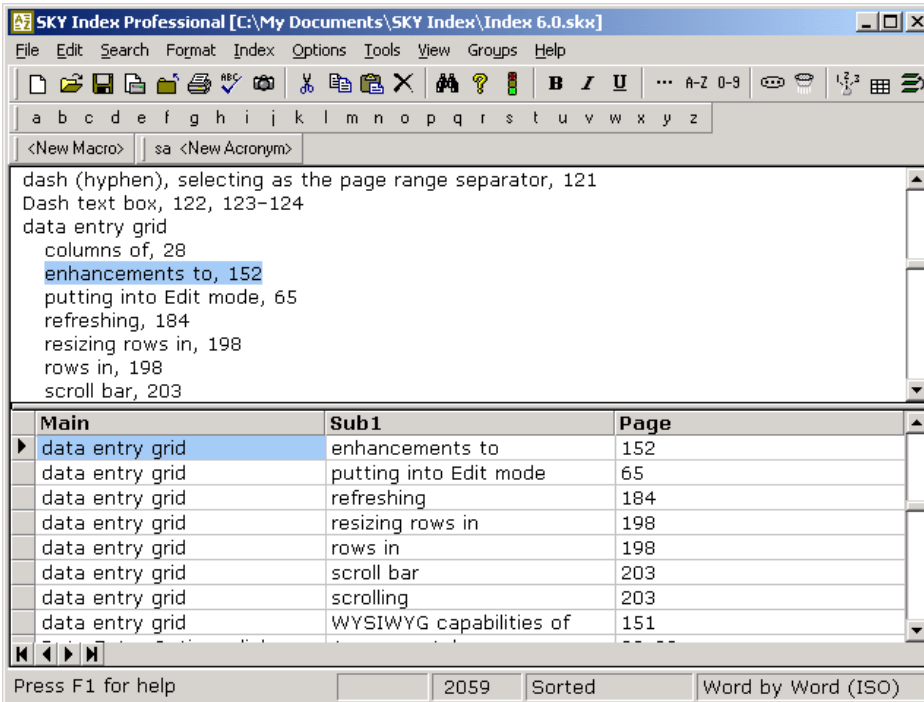 SKY Index Professional [C:\My Documents\SKY Index\Index 6.0.skx]
File Edit Search Format Index Options Tools View Groups Help
ABC B I U ... A-Z 0-9 1,2,3
a b c d e f g h i j k l m n o p q r s t u v w x y z
<New Macro> sa <New Acronym>
dash (hyphen), selecting as the page range separator, 121
Dash text box, 122, 123–124
data entry grid
columns of, 28
enhancements to, 152
putting into Edit mode, 65
refreshing, 184
resizing rows in, 198
rows in, 198
scroll bar, 203
Main Sub1 Page
data entry grid enhancements to 152
data entry grid putting into Edit mode 65
data entry grid refreshing 184
data entry grid resizing rows in 198
data entry grid rows in 198
data entry grid scroll bar 203
data entry grid scrolling 203
data entry grid WYSIWYG capabilities of 151
Press F1 for help 2059 Sorted Word by Word (ISO)